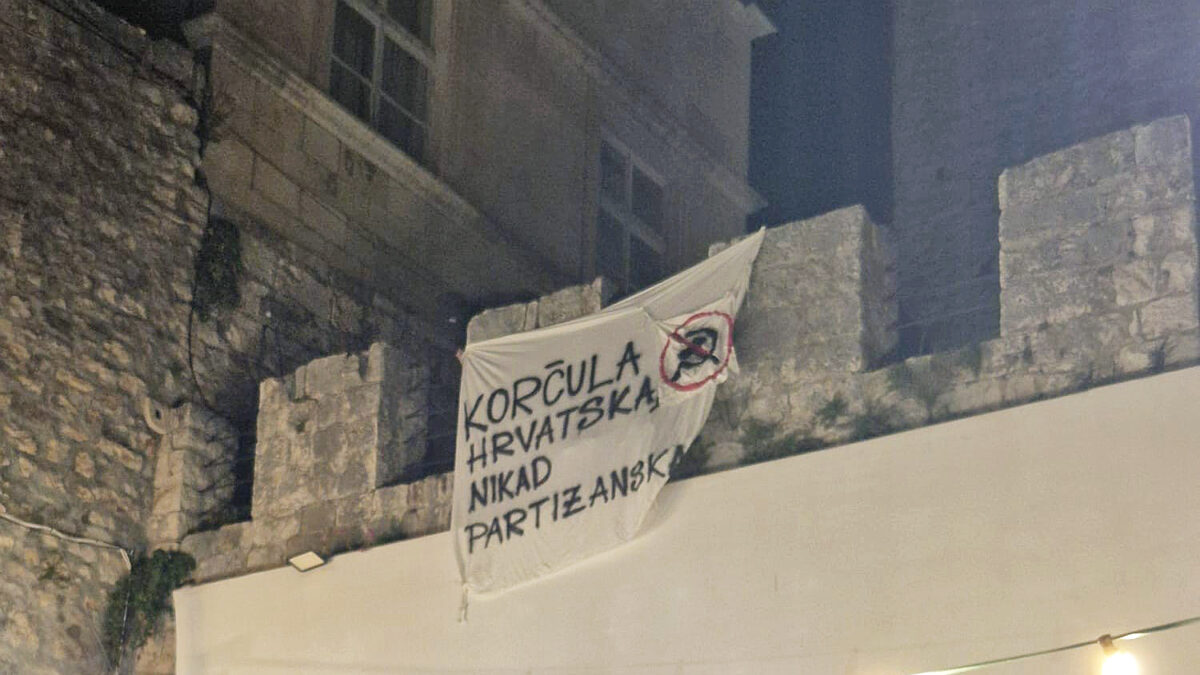 KORČULA
HRVATSKA,
NIKAD
PARTIZANSKA